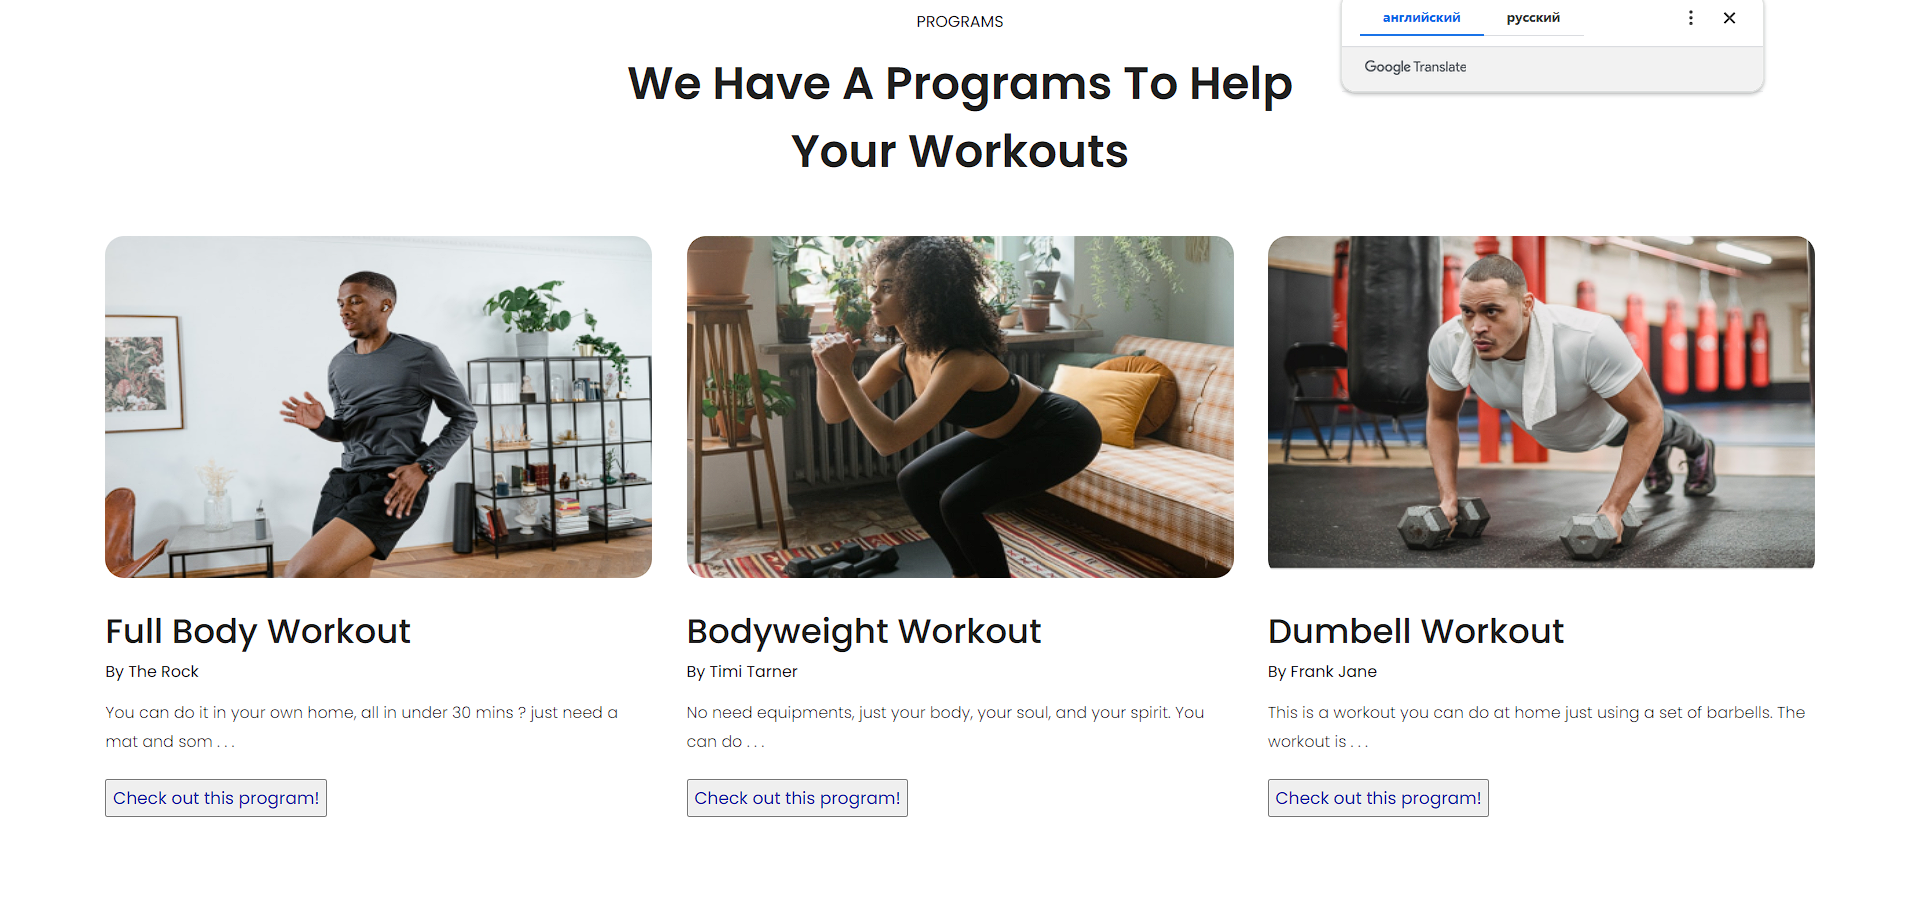 PROGRAMS
английский русский
Google Translate
We Have A Programs To Help
Your Workouts
Full Body Workout
By The Rock
You can do it in your own home, all in under 30 mins ? just need a
mat and som . . .
Check out this program!
Bodyweight Workout
By Timi Tarner
No need equipments, just your body, your soul, and your spirit. You
can do . . .
Check out this program!
Dumbell Workout
By Frank Jane
This is a workout you can do at home just using a set of barbells. The
workout is . . .
Check out this program!